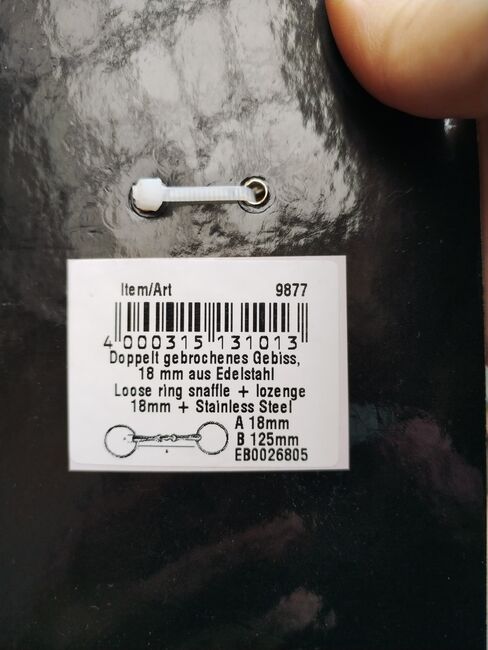 Item/Art 9877
4 000315 131013
Doppelt gebrochenes Gebiss,
18 mm aus Edelstahl
Loose ring snaffle + lozenge
18mm + Stainless Steel
A 18mm
B 125mm
EB0026805